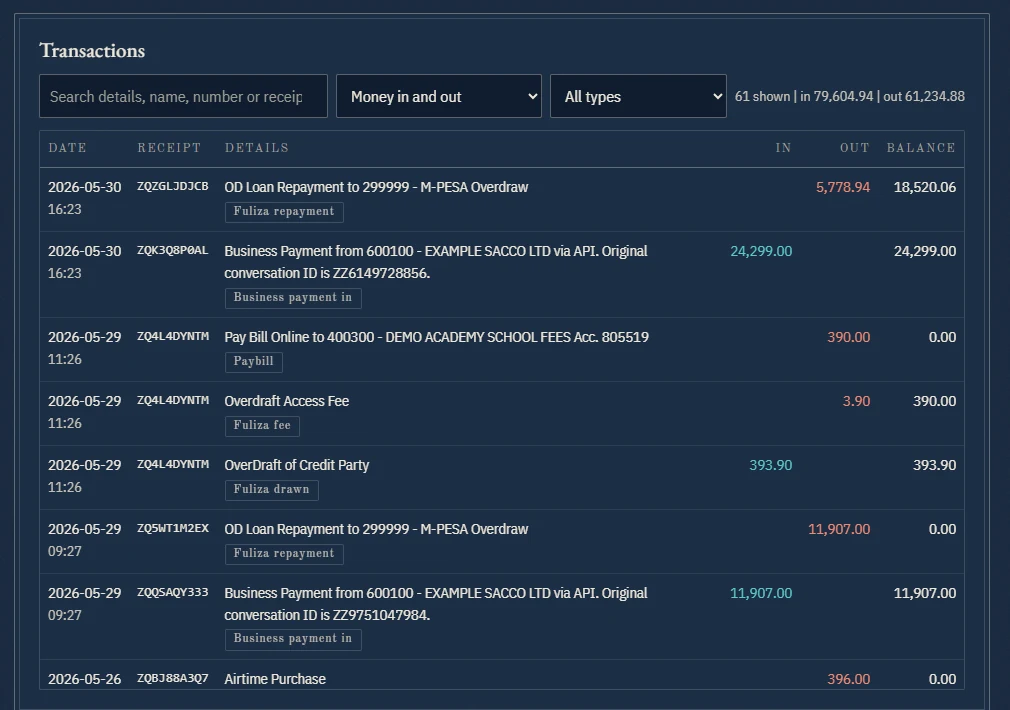 Transactions
Search details, name, number or receip
Money in and out
All types
61 shown | in 79,604.94 | out 61,234.88
DATE RECEIPT DETAILS IN OUT BALANCE
2026-05-30 ZQZGLJDJCB OD Loan Repayment to 299999 - M-PESA Overdraw 5,778.94 18,520.06
16:23
Fuliza repayment
2026-05-30 ZQK3Q8P0AL Business Payment from 600100 - EXAMPLE SACCO LTD via API. Original 24,299.00 24,299.00
16:23 conversation ID is ZZ6149728856.
Business payment in
2026-05-29 ZQ4L4DYNTM Pay Bill Online to 400300 - DEMO ACADEMY SCHOOL FEES Acc. 805519 390.00 0.00
11:26
Paybill
2026-05-29 ZQ4L4DYNTM Overdraft Access Fee 3.90 390.00
11:26
Fuliza fee
2026-05-29 ZQ4L4DYNTM OverDraft of Credit Party 393.90 393.90
11:26
Fuliza drawn
2026-05-29 ZQ5WT1M2EX OD Loan Repayment to 299999 - M-PESA Overdraw 11,907.00 0.00
09:27
Fuliza repayment
2026-05-29 ZQQSAQY333 Business Payment from 600100 - EXAMPLE SACCO LTD via API. Original 11,907.00 11,907.00
09:27 conversation ID is ZZ9751047984.
Business payment in
2026-05-26 ZQBJ88A3Q7 Airtime Purchase 396.00 0.00